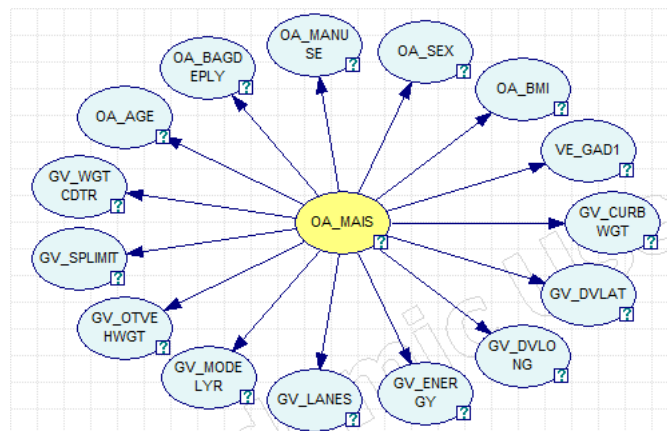 OA_MANU
SE
?
OA_SEX
?
OA_BAGD
EPLY
?
OA_BMI
?
OA_AGE
?
VE_GAD1
?
GV_WGT
CDTR
?
OA_MAIS
?
GV_CURB
WGT
?
GV_SPLIMIT
?
GV_DVLAT
?
GV_OTVE
HWGT
?
GV_DVLO
NG
?
GV_MODE
LYR
?
GV_LANES
?
GV_ENER
GY
?